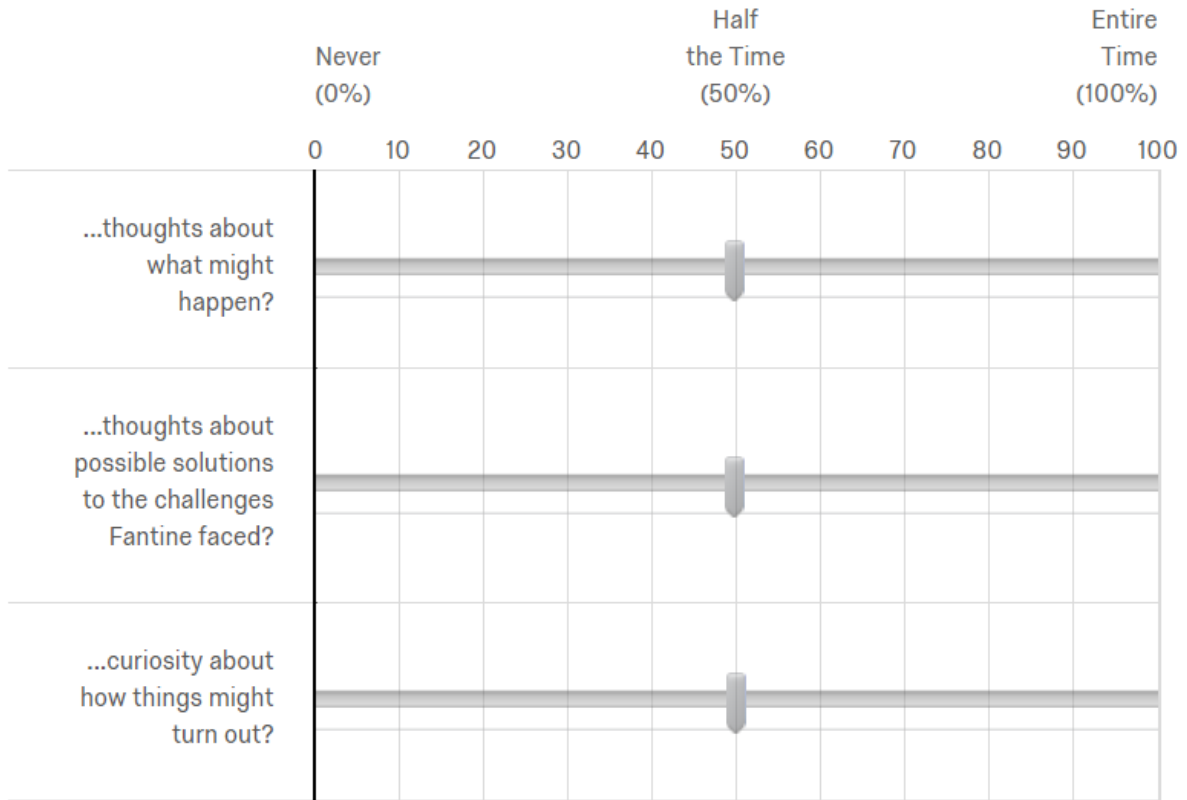 Half
Entire
Never
the Time
Time
(0%)
(50%)
(100%)
0 10 20 30 40 50 60 70 80 90 100
...thoughts about
what might
happen?
...thoughts about
possible solutions
to the challenges
Fantine faced?
...curiosity about
how things might
turn out?